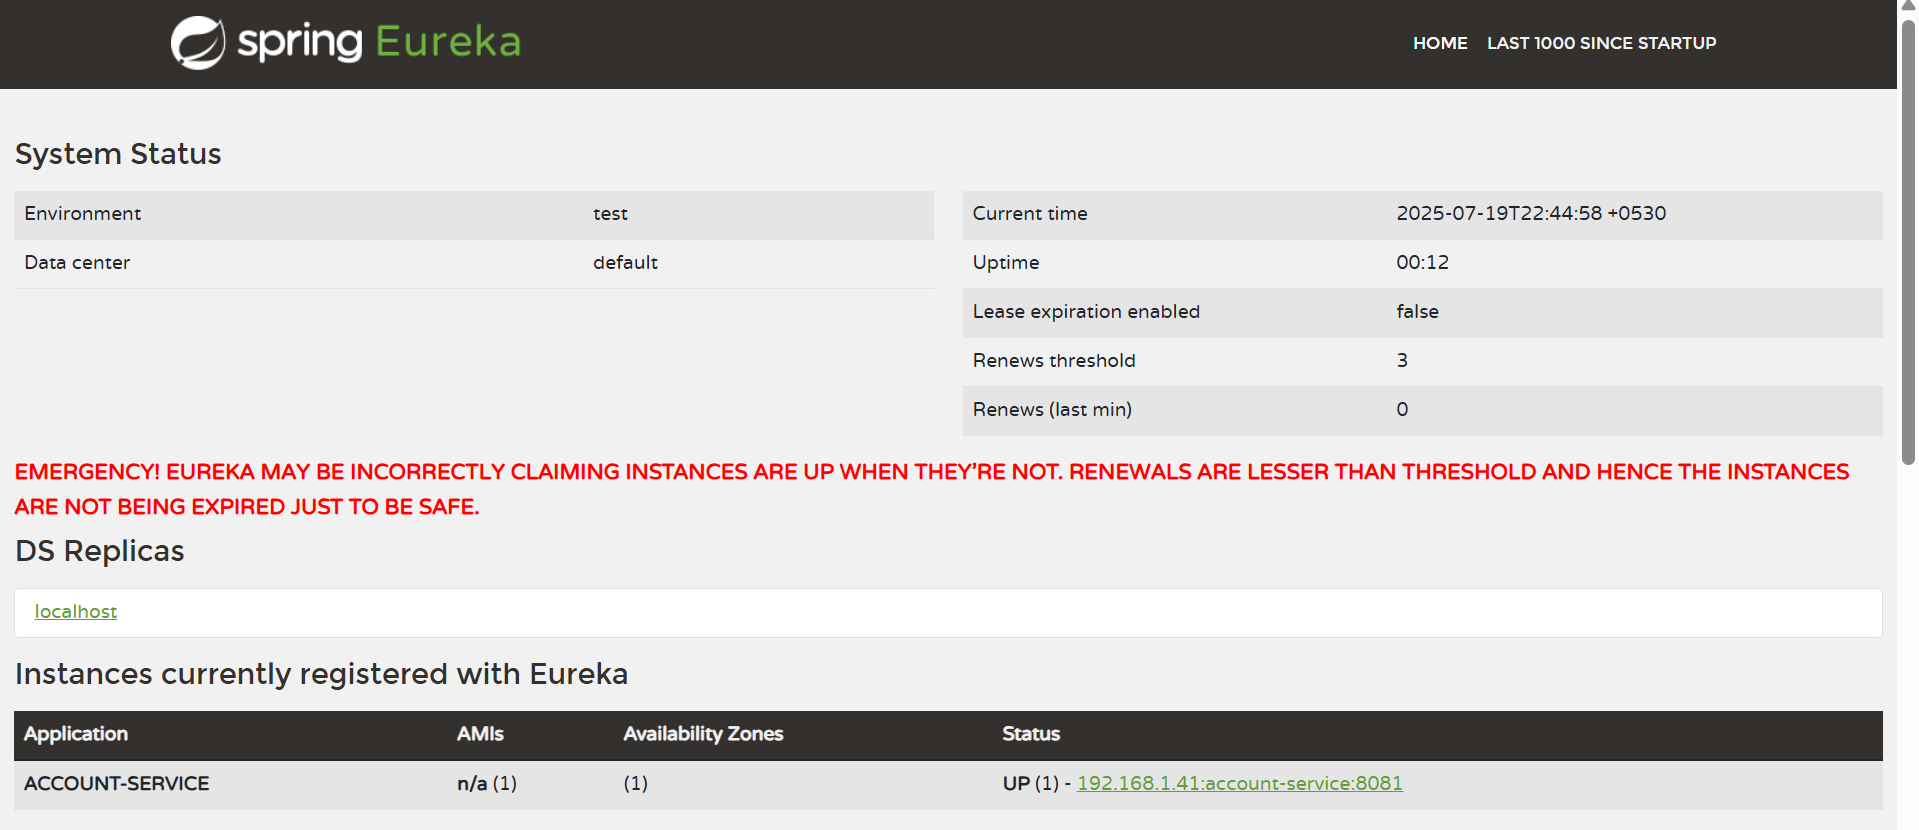 spring Eureka
HOME LAST 1000 SINCE STARTUP
System Status
Environment test
Data center default
Current time 2025-07-19T22:44:58 +0530
Uptime 00:12
Lease expiration enabled false
Renews threshold 3
Renews (last min) 0
EMERGENCY! EUREKA MAY BE INCORRECTLY CLAIMING INSTANCES ARE UP WHEN THEY'RE NOT. RENEWALS ARE LESSER THAN THRESHOLD AND HENCE THE INSTANCES
ARE NOT BEING EXPIRED JUST TO BE SAFE.
DS Replicas
localhost
Instances currently registered with Eureka
Application AMIs Availability Zones Status
ACCOUNT-SERVICE n/a (1) (1) UP (1) - 192.168.1.41:account-service:8081